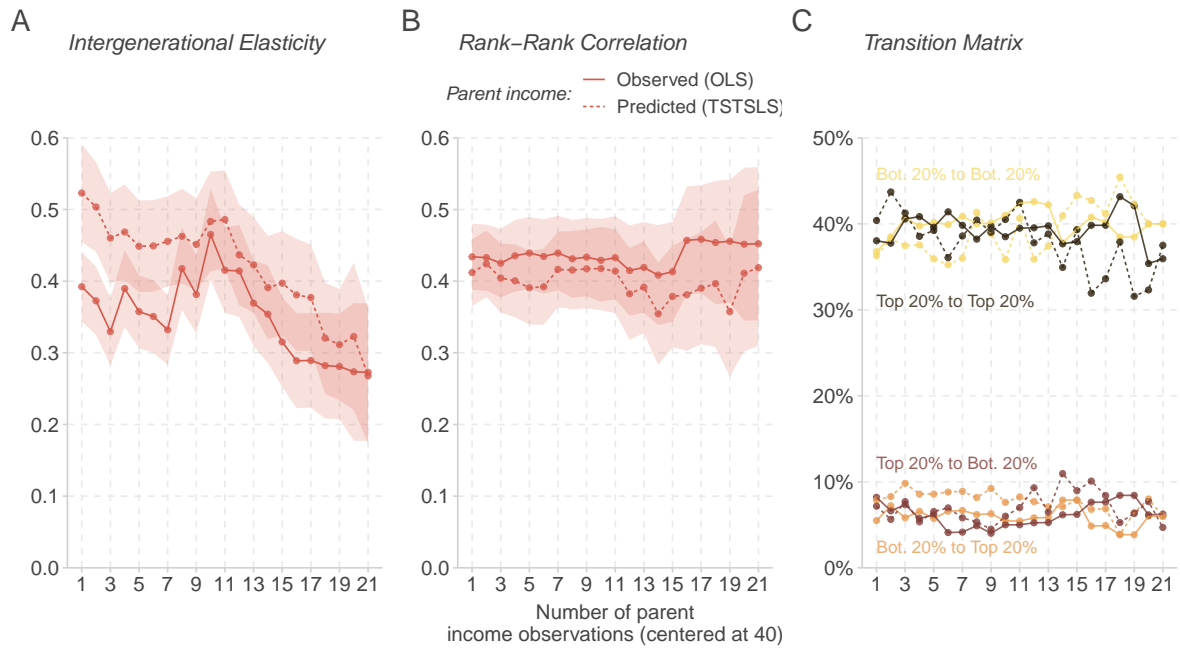 A
Intergenerational Elasticity
B
Rank−Rank Correlation
C
Transition Matrix
Parent income:
Observed (OLS)
Predicted (TSTSLS)
0.6
0.5
0.4
0.3
0.2
0.1
0.0
1 3 5 7 9 11 13 15 17 19 21
0.6
0.5
0.4
0.3
0.2
0.1
0.0
1 3 5 7 9 11 13 15 17 19 21
Number of parent
income observations (centered at 40)
50%
40%
30%
20%
10%
0%
Bot. 20% to Bot. 20%
Top 20% to Top 20%
Top 20% to Bot. 20%
Bot. 20% to Top 20%
1 3 5 7 9 11 13 15 17 19 21